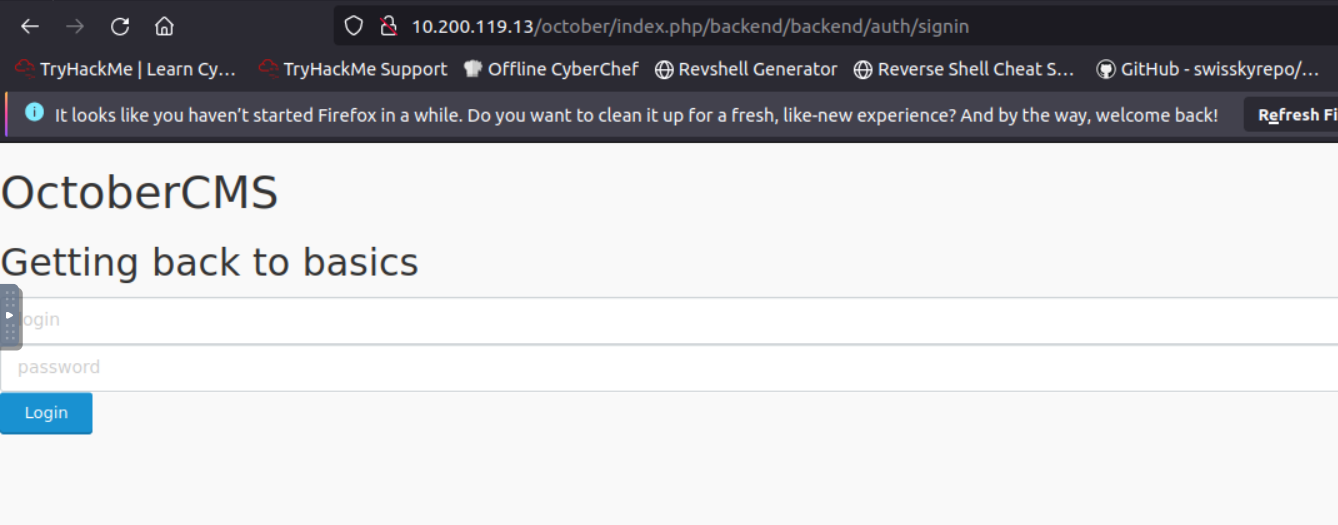 10.200.119.13/october/index.php/backend/backend/auth/signin
TryHackMe | Learn Cy... TryHackMe Support Offline CyberChef Revshell Generator Reverse Shell Cheat S... GitHub - swisskyrepo/...
It looks like you haven't started Firefox in a while. Do you want to clean it up for a fresh, like-new experience? And by the way, welcome back! Refresh Fi
OctoberCMS
Getting back to basics
ogin
password
Login